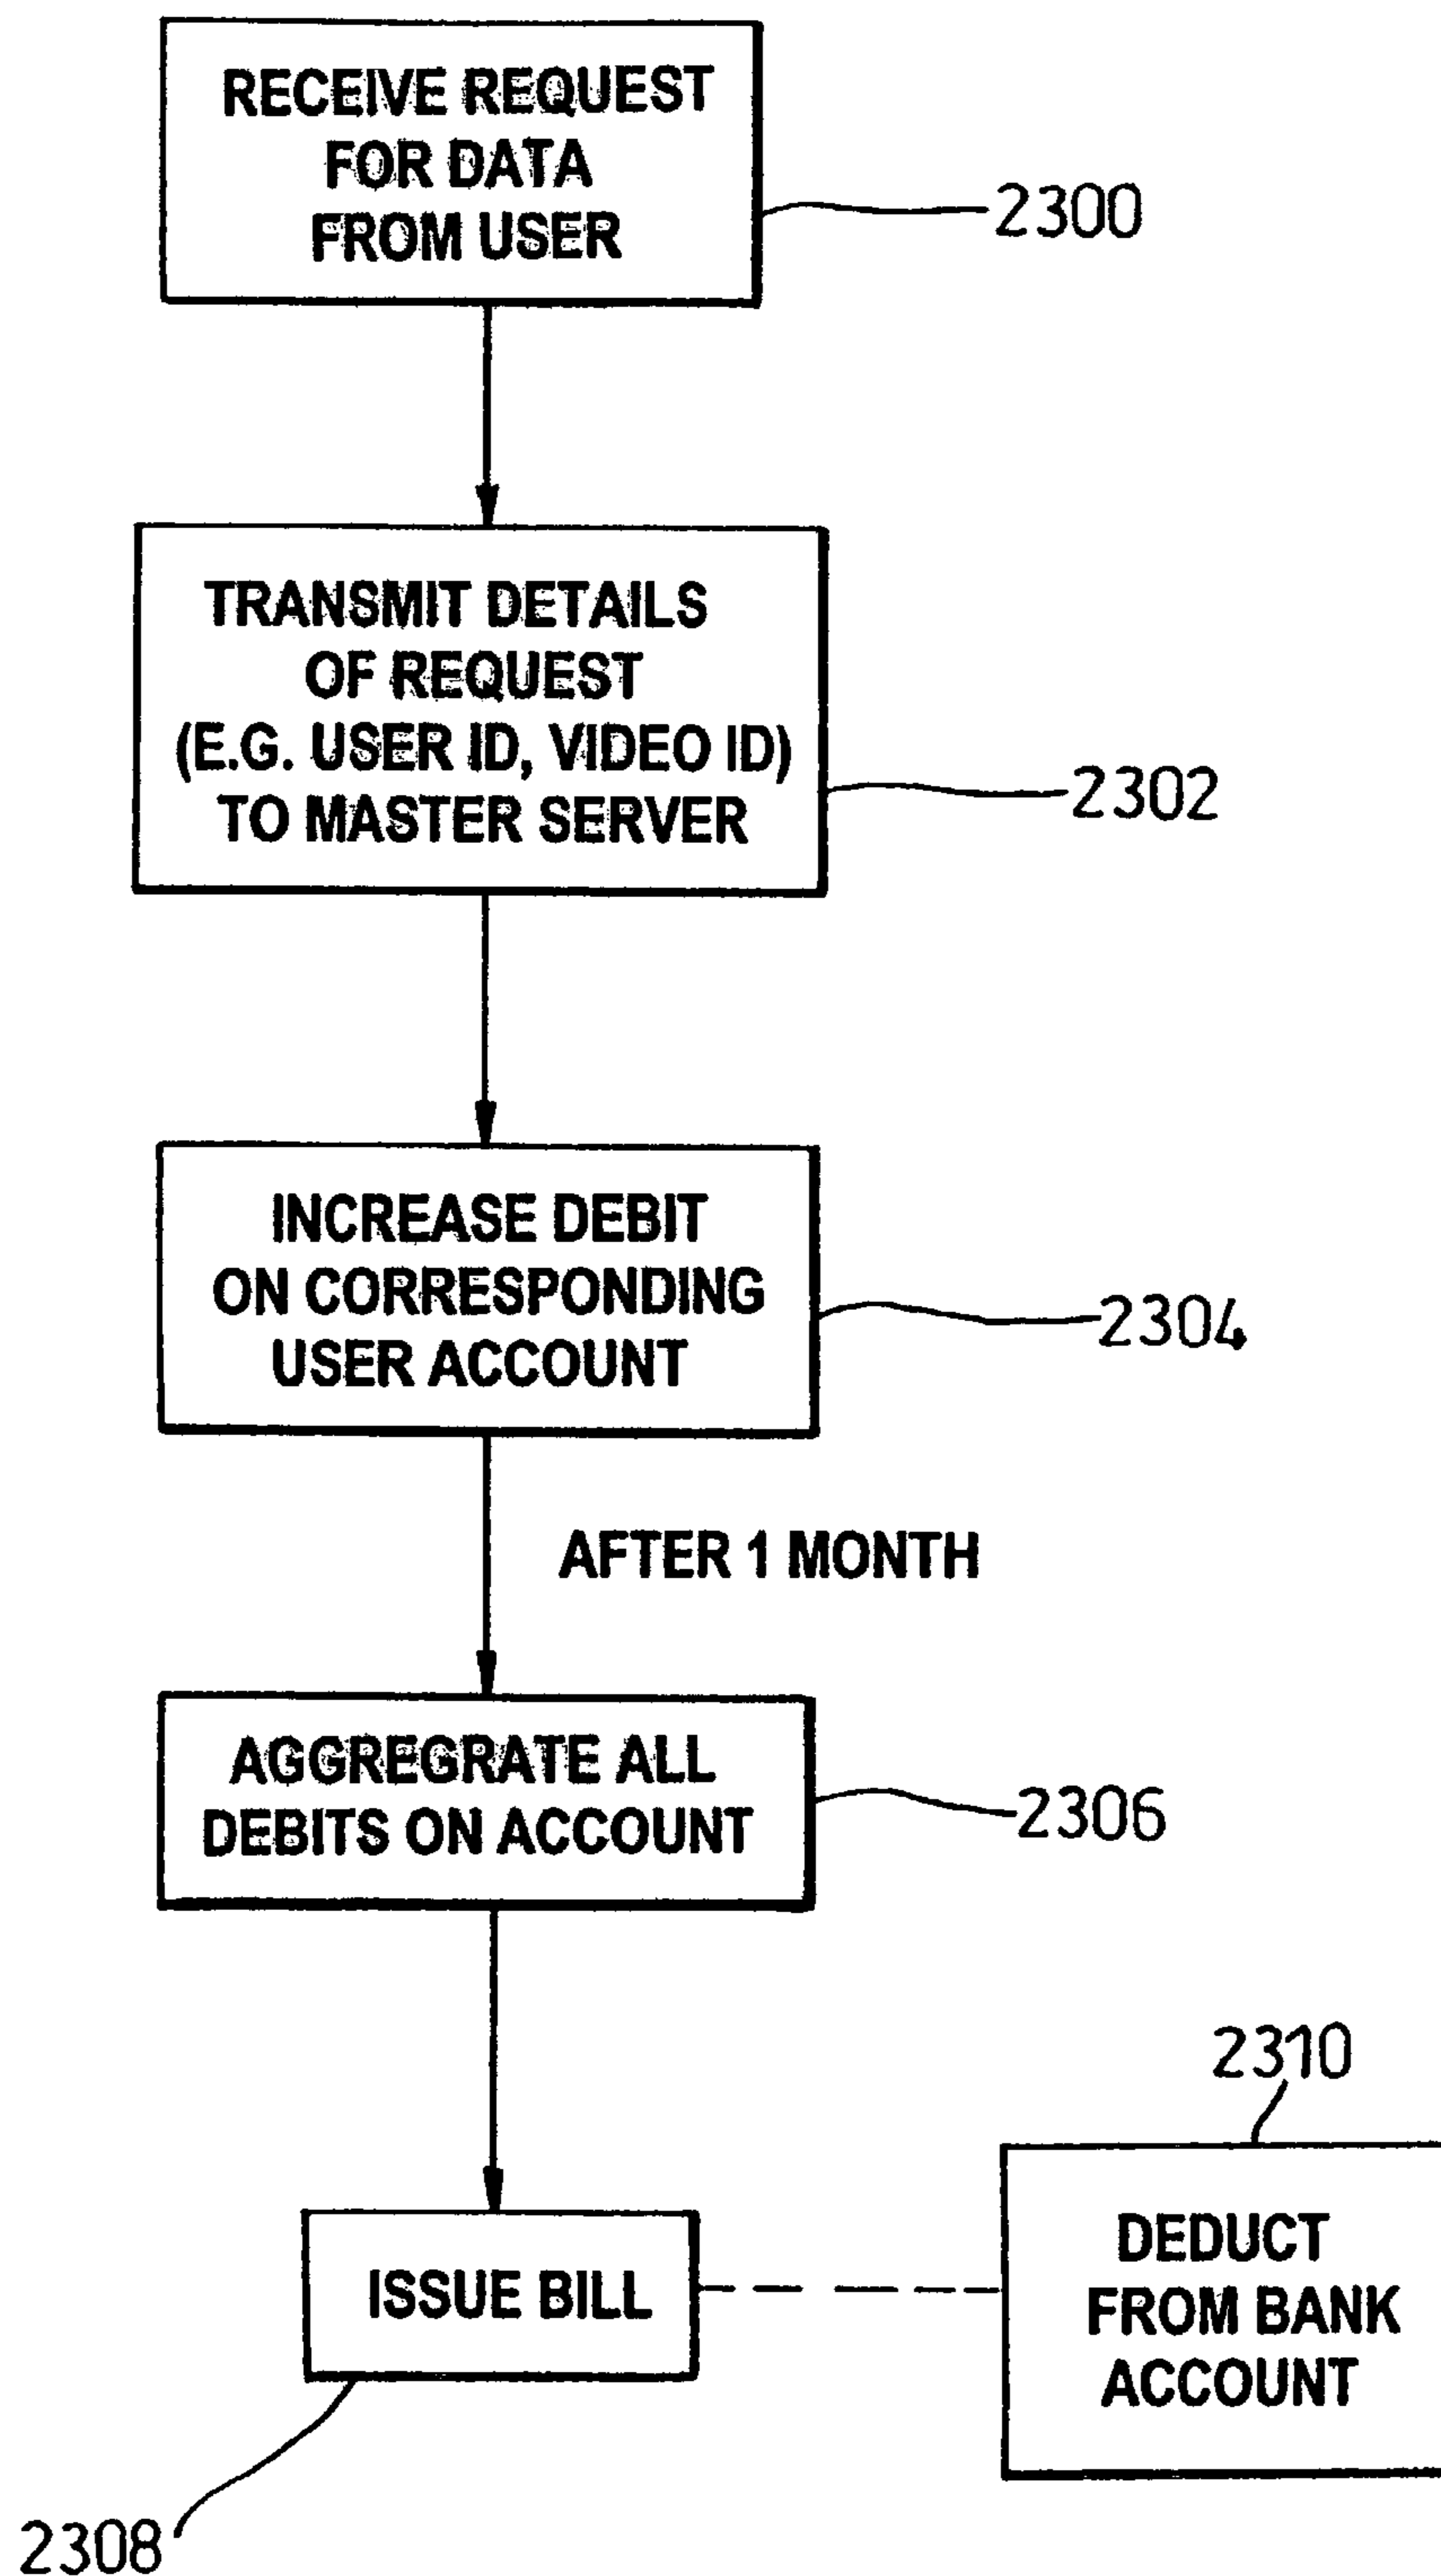 RECEIVE REQUEST
FOR DATA
FROM USER
2300
TRANSMIT DETAILS
OF REQUEST
(E.G. USER ID, VIDEO ID)
TO MASTER SERVER
2302
INCREASE DEBIT
ON CORRESPONDING
USER ACCOUNT
2304
AFTER 1 MONTH
AGGREGRATE ALL
DEBITS ON ACCOUNT
2306
2310
ISSUE BILL
DEDUCT
FROM BANK
ACCOUNT
2308